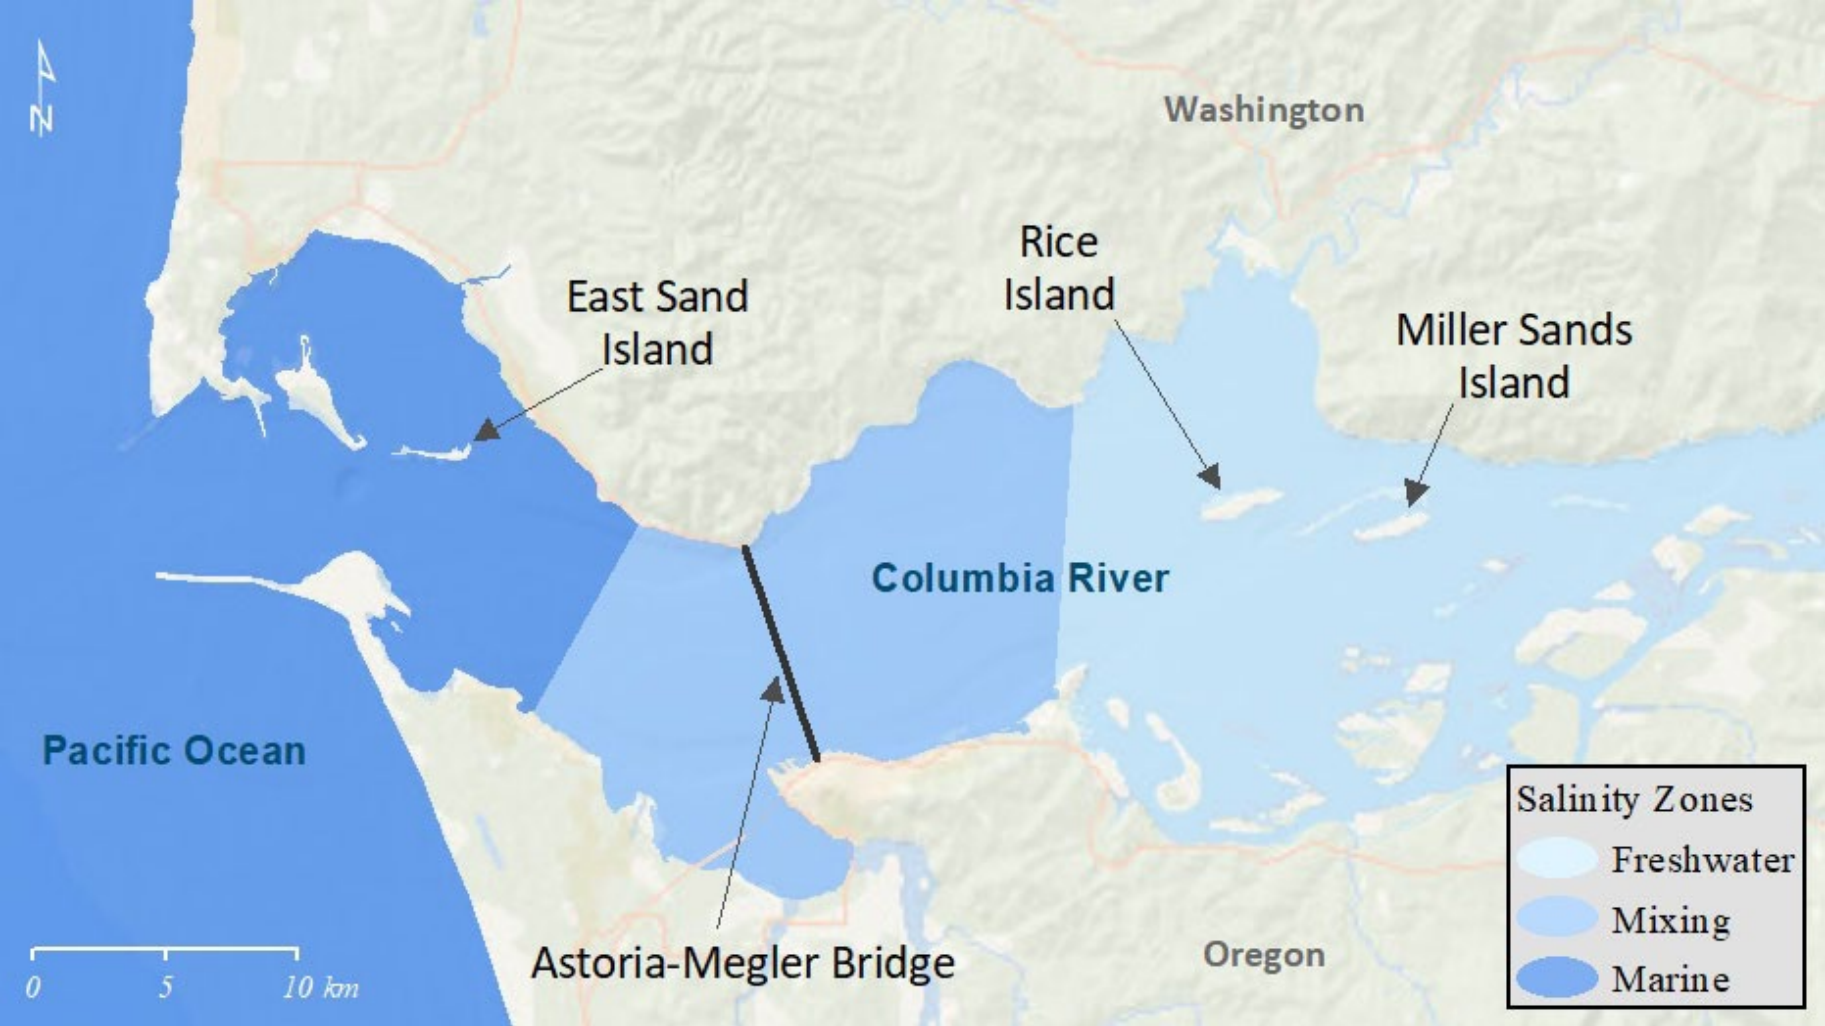 N
Washington
Rice
Island
East Sand
Island
Miller Sands
Island
Columbia River
Pacific Ocean
Astoria-Megler Bridge
Oregon
0 5 10 km
Salinity Zones
Freshwater
Mixing
Marine